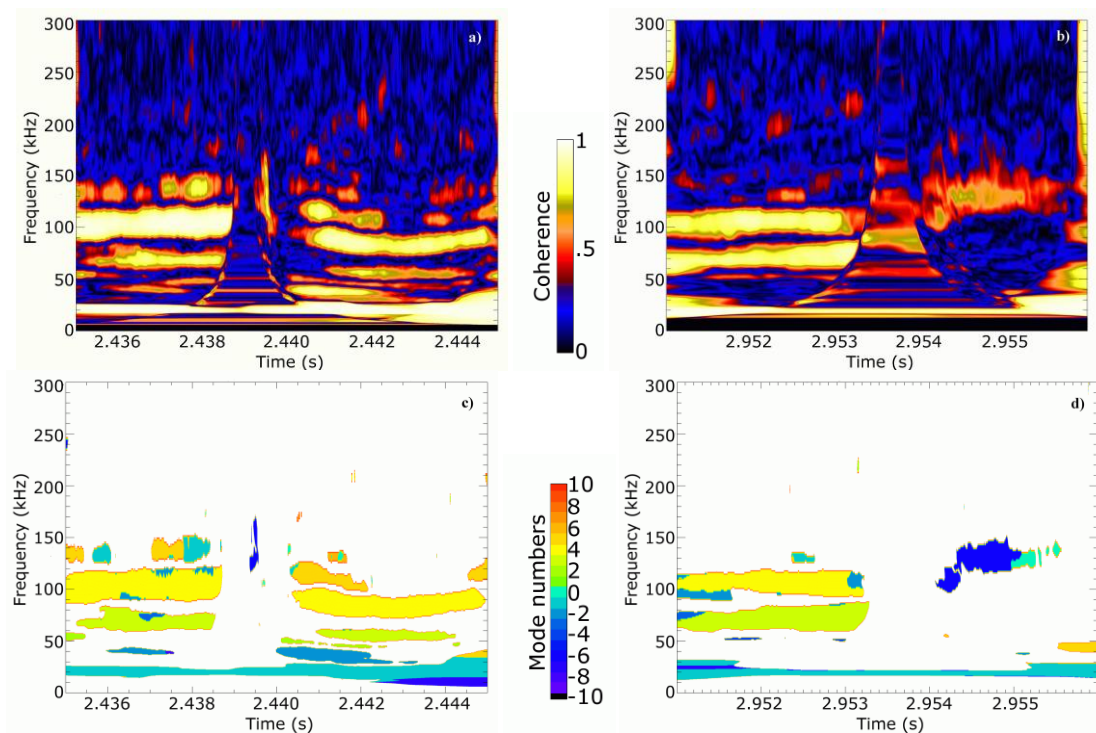 a)
300
250
200
150
100
50
0
Frequency (kHz)
2.436 2.438 2.440 2.442 2.444
Time (s)
1
.5
0
Coherence
b)
300
250
200
150
100
50
0
Frequency (kHz)
2.952 2.953 2.954 2.955
Time (s)
c)
300
250
200
150
100
50
0
Frequency (kHz)
2.436 2.438 2.440 2.442 2.444
Time (s)
10
8
6
4
2
0
-2
-4
-6
-8
-10
Mode numbers
d)
300
250
200
150
100
50
0
Frequency (kHz)
2.952 2.953 2.954 2.955
Time (s)